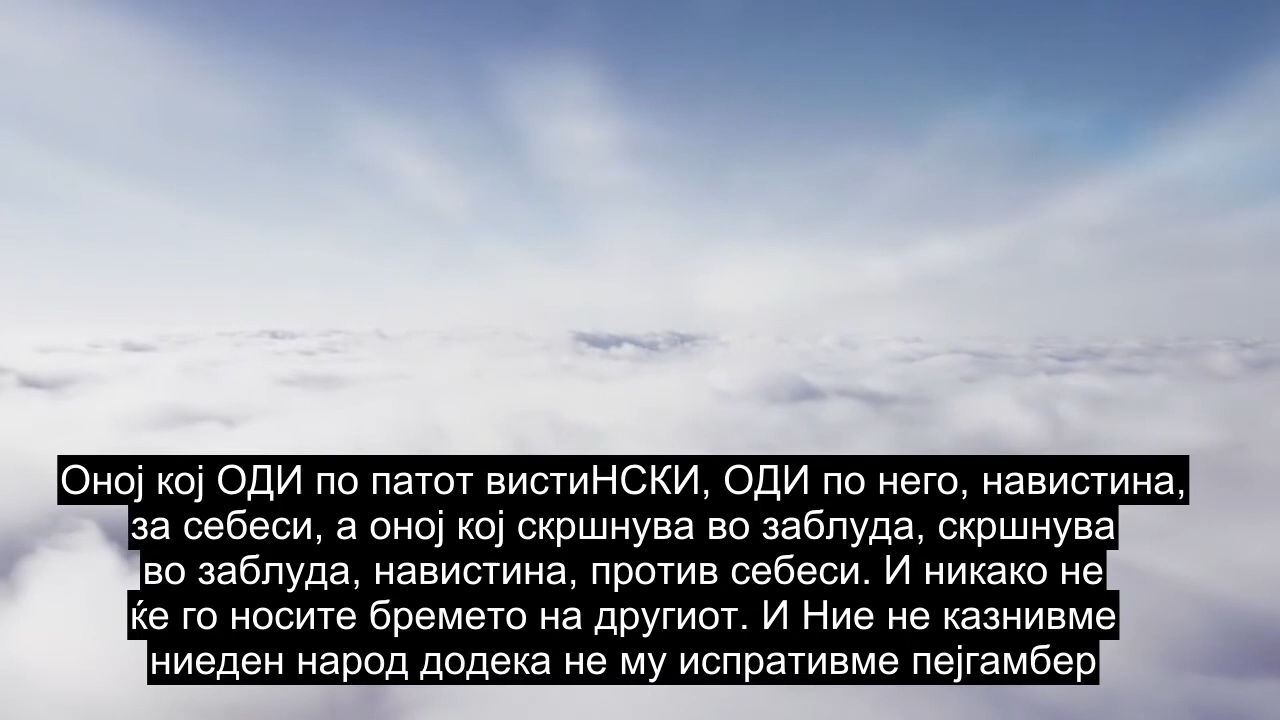 Оној кој ОДИ по патот вистиНСКИ, ОДИ по него, навистина,
за себеси, а оној кој скршнува во заблуда, скршнува
во заблуда, навистина, против себеси. И никако не
ќе го носите бремето на другиот. И Ние не казнивме
ниеден народ додека не му испративме пејгамбер